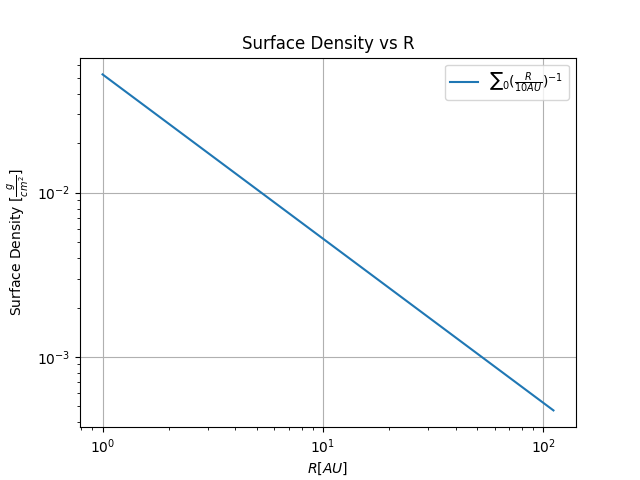 Surface Density vs R
∑₀(R/10AU)⁻¹
Surface Density [g/cm²]
10⁻²
10⁻³
10⁰
10¹
10²
R[AU]